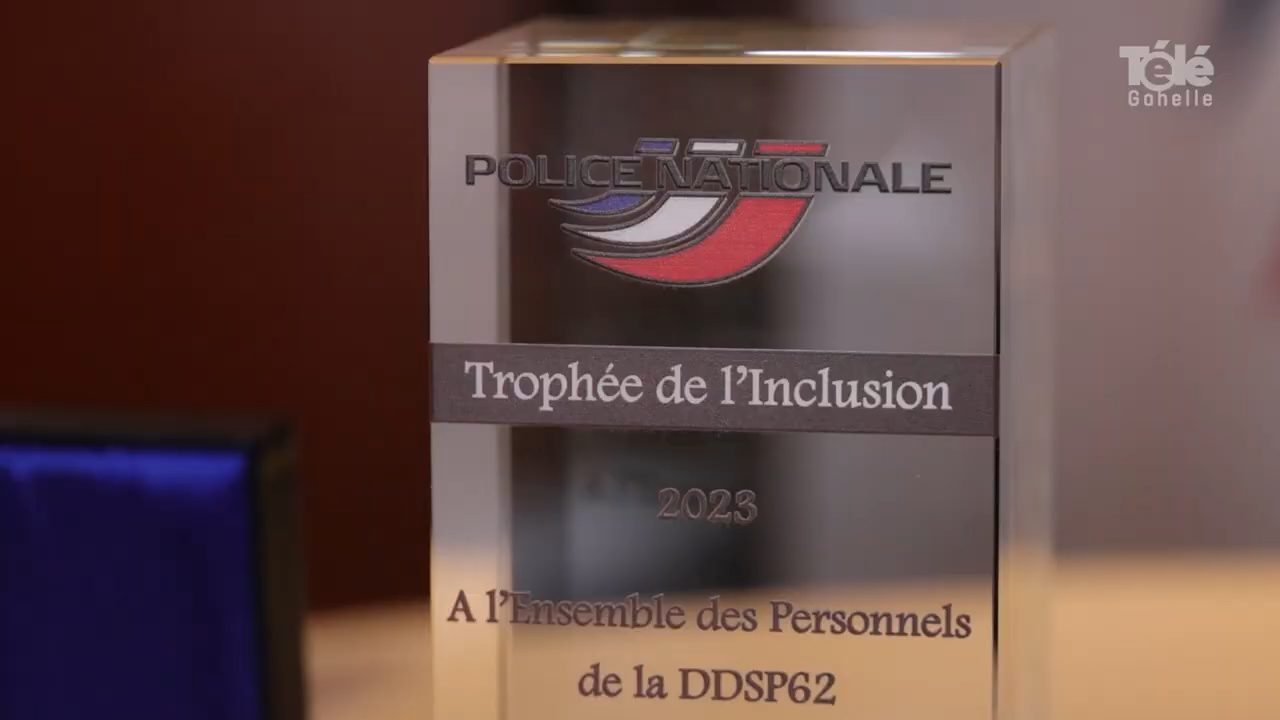 Télé
Gohelle
POLICE NATIONALE
Trophée de l'Inclusion
2023
A l'Ensemble des Personnels
de la DDSP62